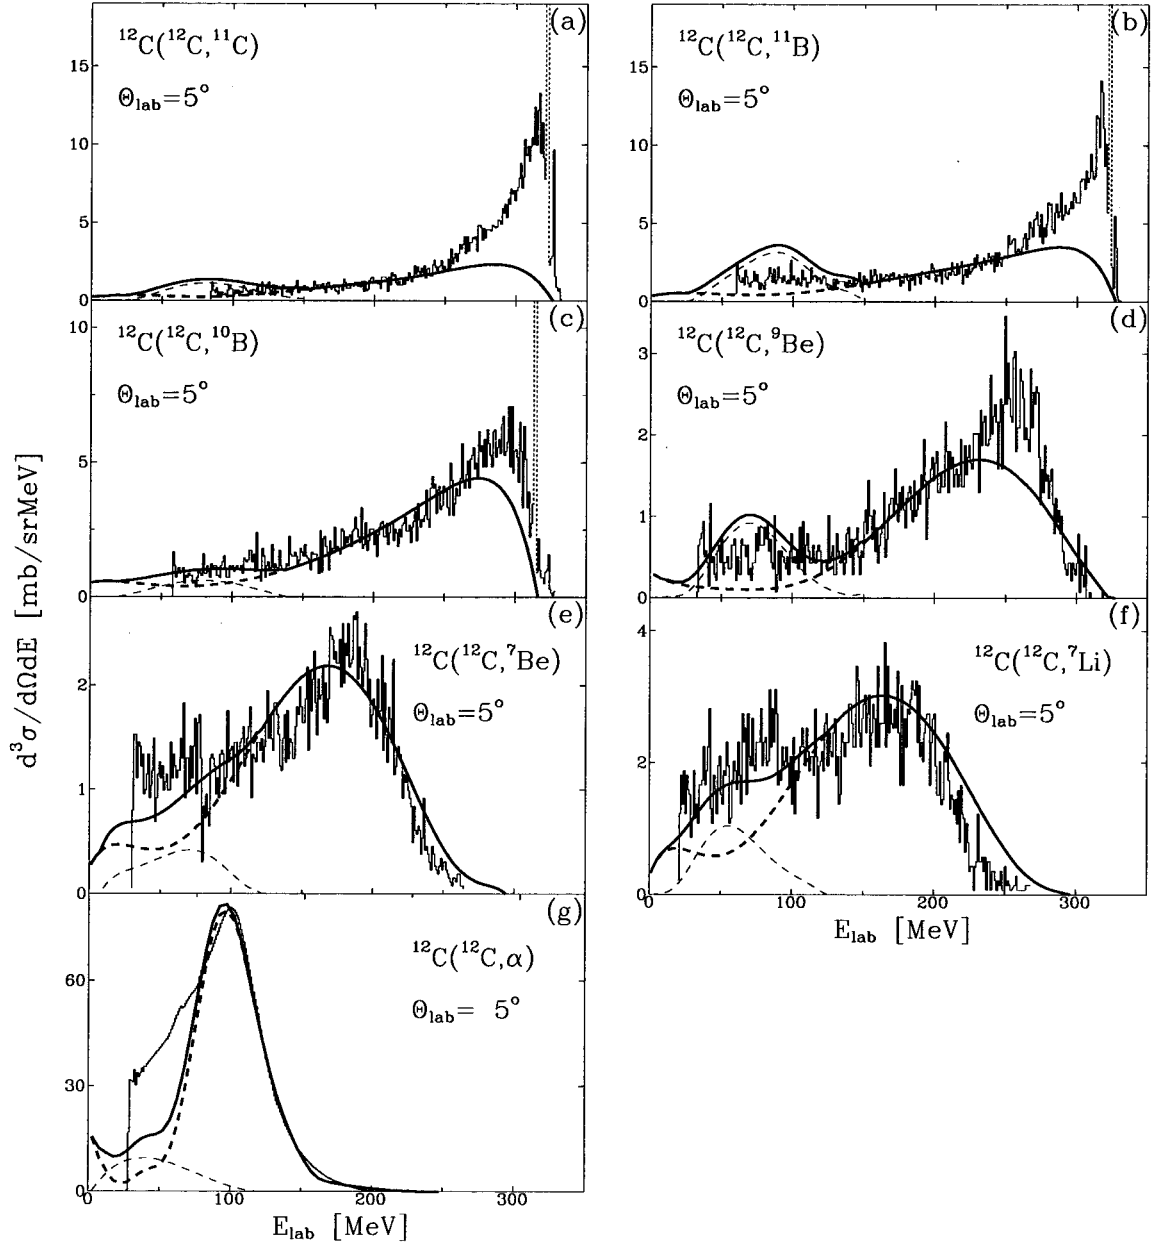 (a)
¹²C(¹²C,¹¹C)
Θlab=5°
15
10
5
0
(b)
¹²C(¹²C,¹¹B)
Θlab=5°
15
10
5
0
(c)
¹²C(¹²C,¹⁰B)
Θlab=5°
10
5
0
(d)
¹²C(¹²C,⁹Be)
Θlab=5°
3
2
1
0
d³σ/dΩdE [mb/srMeV]
(e)
¹²C(¹²C,⁷Be)
Θlab=5°
2
1
0
(f)
¹²C(¹²C,⁷Li)
Θlab=5°
4
2
0
0 100 200 300
Elab [MeV]
(g)
¹²C(¹²C,α)
Θlab= 5°
60
30
0
0 100 200 300
Elab [MeV]